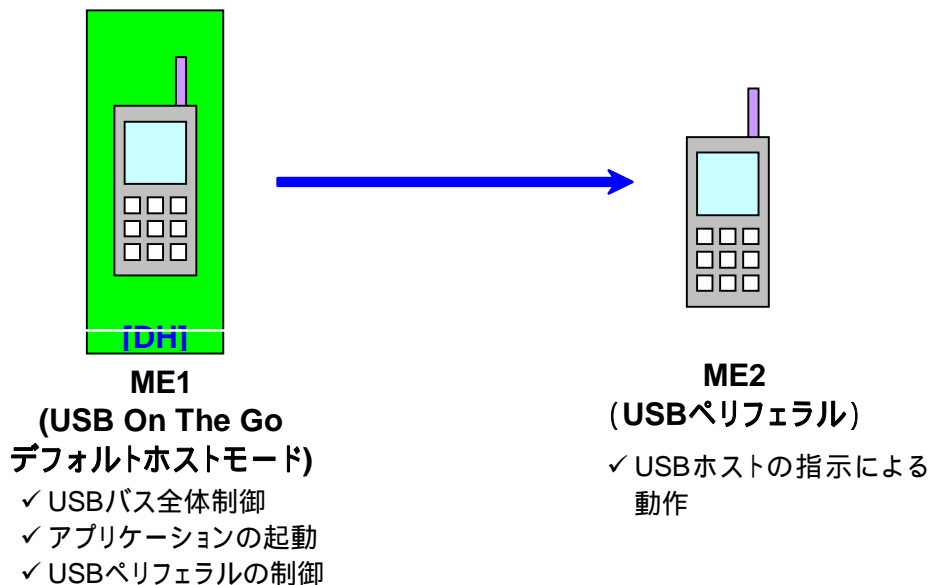 [DH]
ME1
(USB On The Go
デフォルトホストモード)
✓ USBバス全体制御
✓ アプリケーションの起動
✓ USBペリフェラルの制御
ME2
(USBペリフェラル)
✓ USBホストの指示による
動作